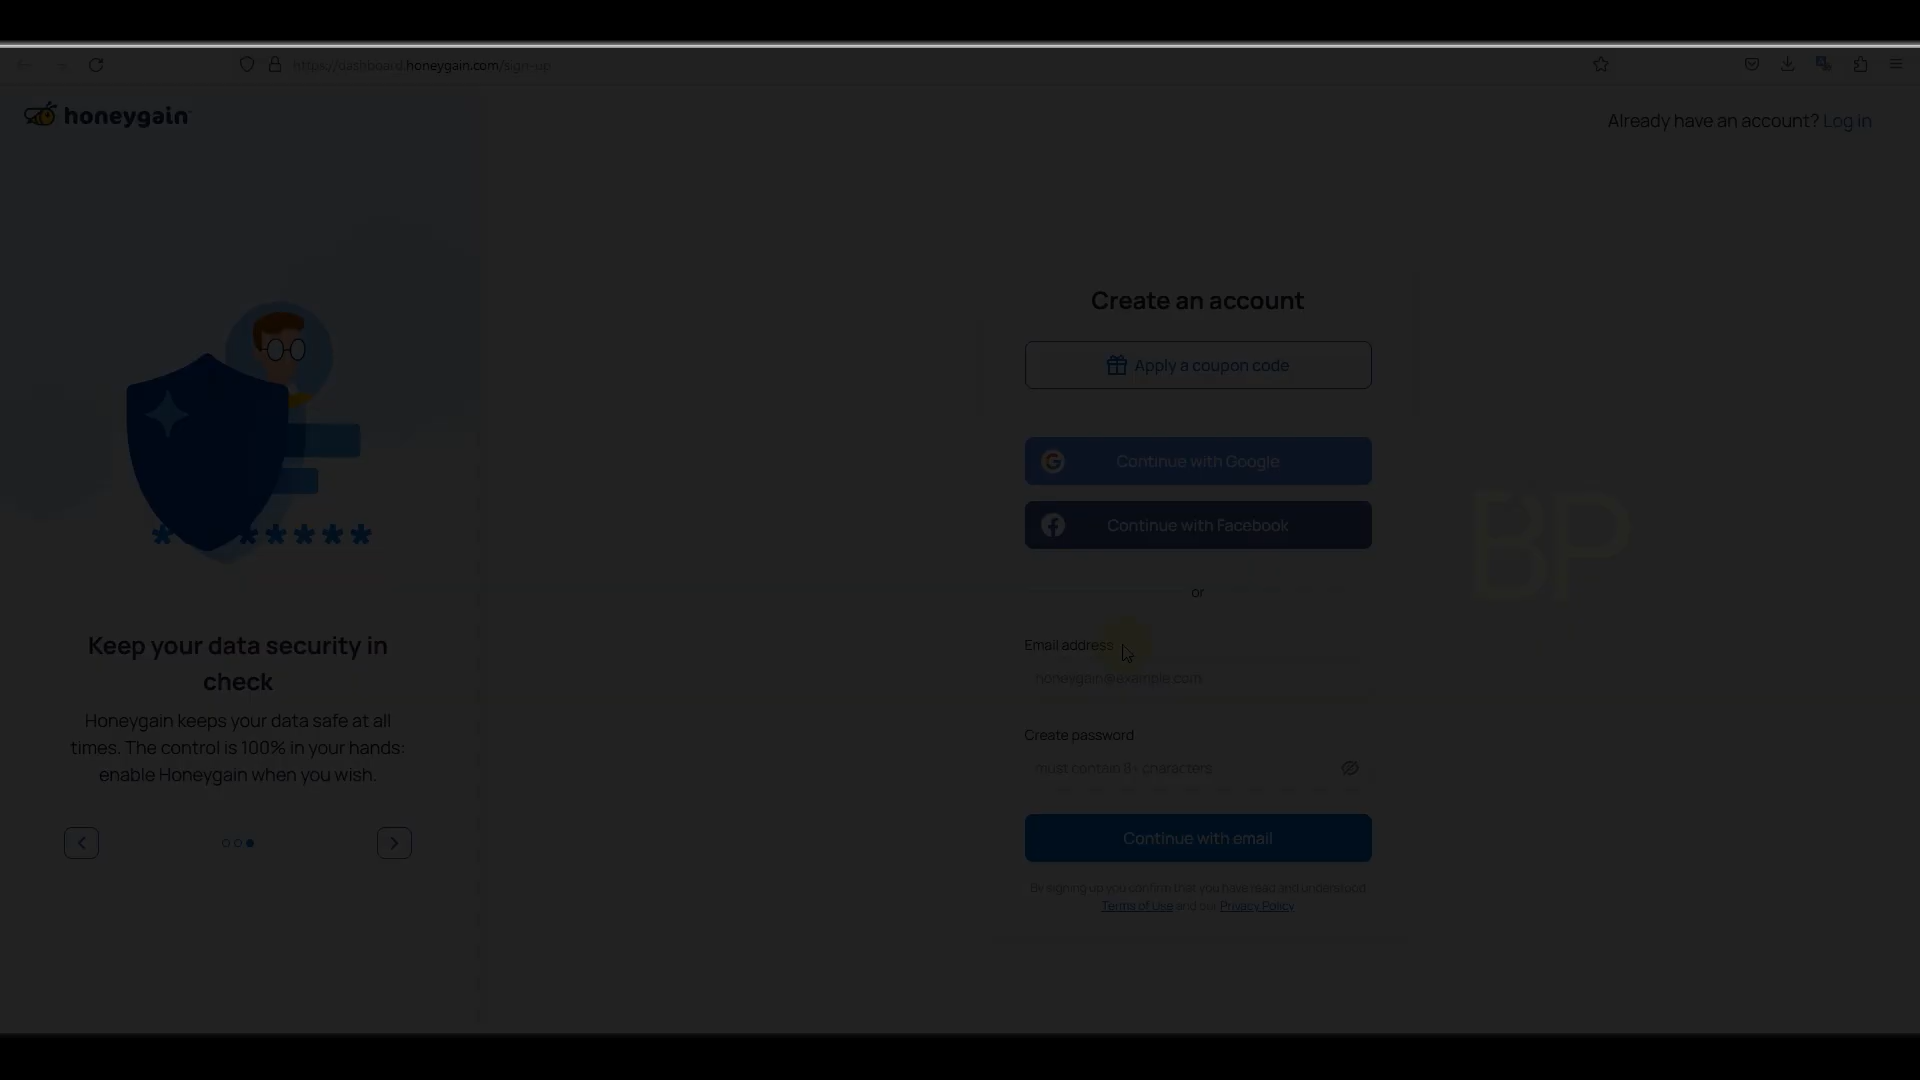 https://dashboard.honeygain.com/sign-up
honeygain
Already have an account? Log in
Create an account
Apply a coupon code
Continue with Google
Continue with Facebook
or
Email address
honeygain@example.com
Create password
must contain 8+ characters
Continue with email
By signing up you confirm that you have read and understood
Terms of Use and our Privacy Policy
BP
Keep your data security in
check
Honeygain keeps your data safe at all
times. The control is 100% in your hands:
enable Honeygain when you wish.